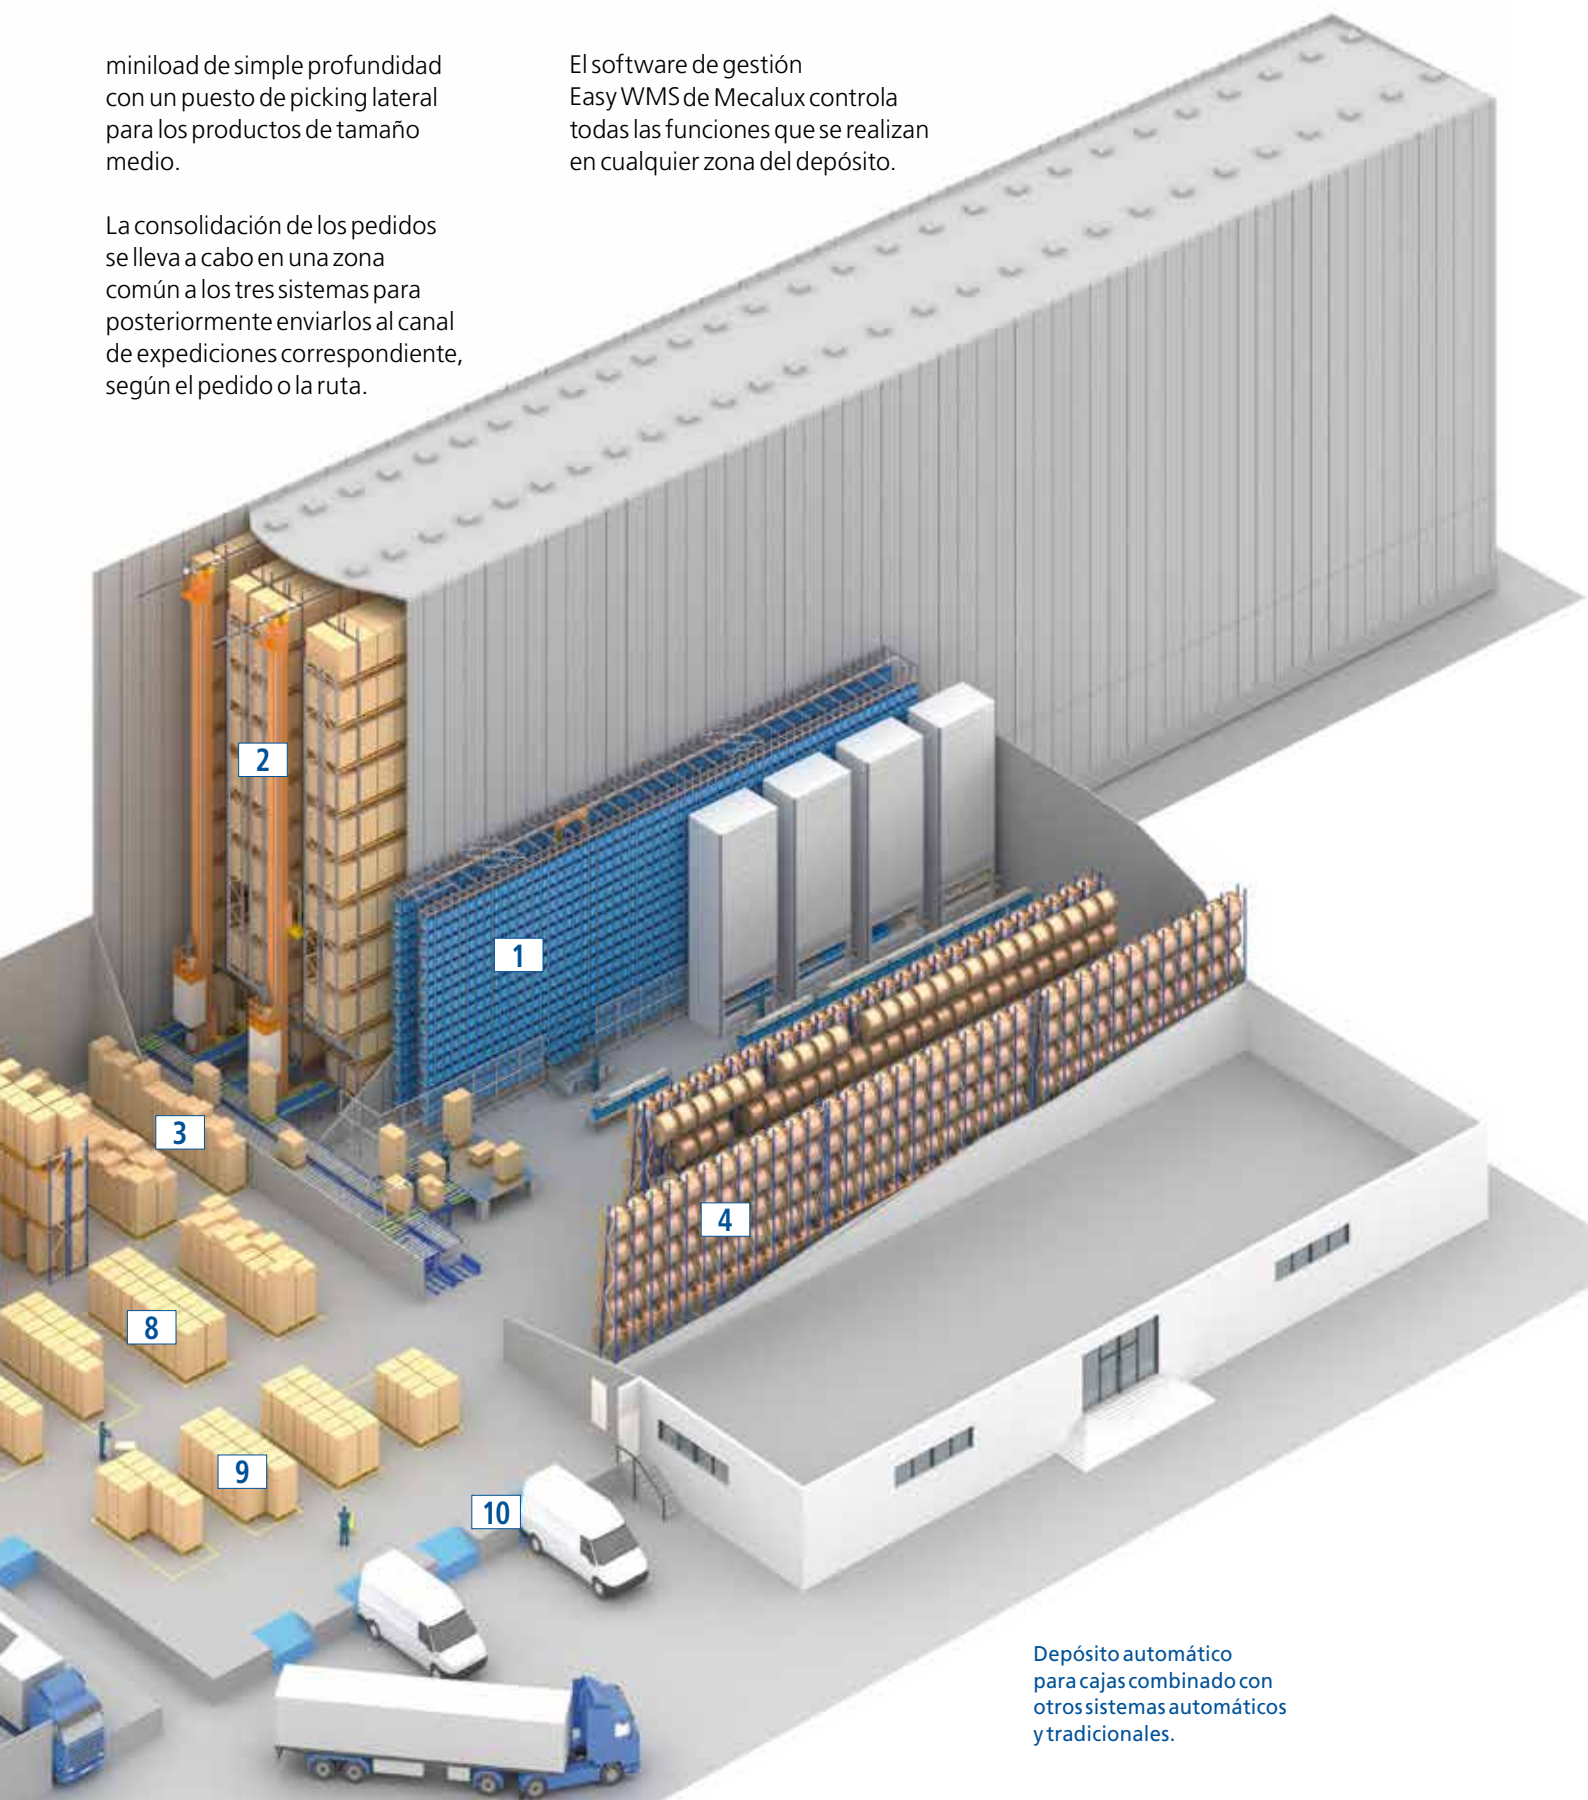 miniload de simple profundidad
con un puesto de picking lateral
para los productos de tamaño
medio.
La consolidación de los pedidos
se lleva a cabo en una zona
común a los tres sistemas para
posteriormente enviarlos al canal
de expediciones correspondiente,
según el pedido o la ruta.
El software de gestión
Easy WMS de Mecalux controla
todas las funciones que se realizan
en cualquier zona del depósito.
2
1
3
4
8
9
10
Depósito automático
para cajas combinado con
otros sistemas automáticos
y tradicionales.